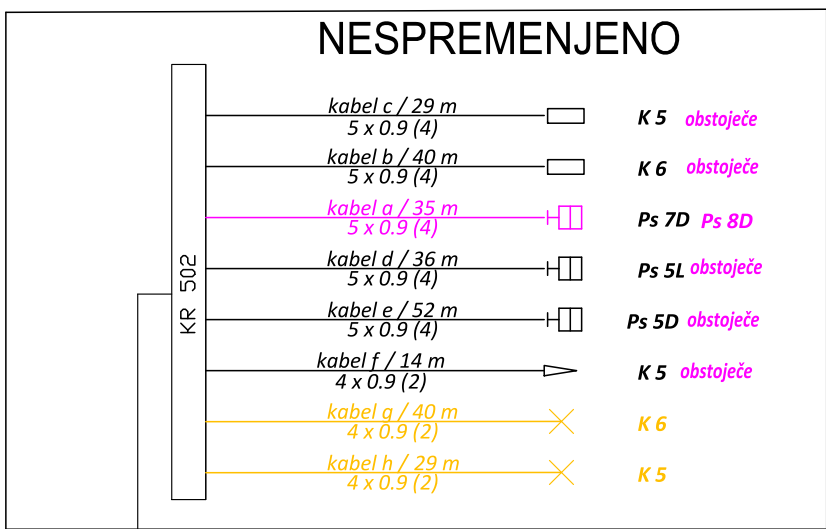 NESPREMENJENO
KR 502
kabel c / 29 m
5 x 0.9 (4)
K 5 obstoječe
kabel b / 40 m
5 x 0.9 (4)
K 6 obstoječe
kabel a / 35 m
5 x 0.9 (4)
Ps 7D Ps 8D
kabel d / 36 m
5 x 0.9 (4)
Ps 5L obstoječe
kabel e / 52 m
5 x 0.9 (4)
Ps 5D obstoječe
kabel f / 14 m
4 x 0.9 (2)
K 5 obstoječe
kabel g / 40 m
4 x 0.9 (2)
K 6
kabel h / 29 m
4 x 0.9 (2)
K 5